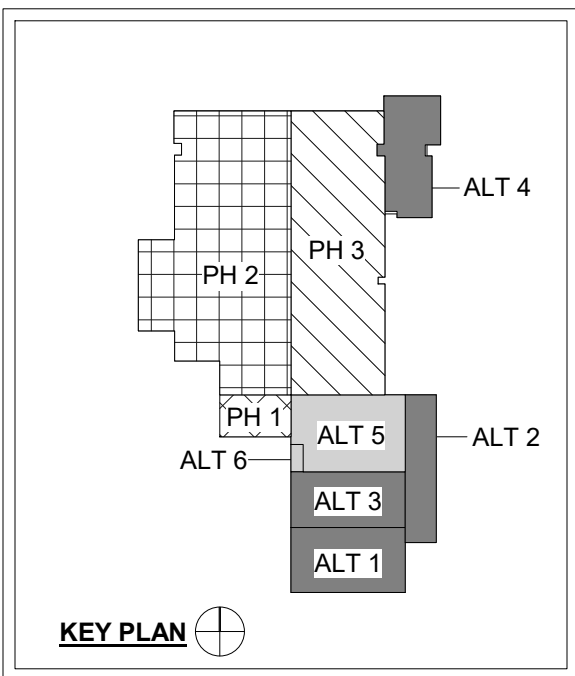 ALT 4
PH 3
PH 2
PH 1
ALT 5
ALT 2
ALT 6
ALT 3
ALT 1
KEY PLAN